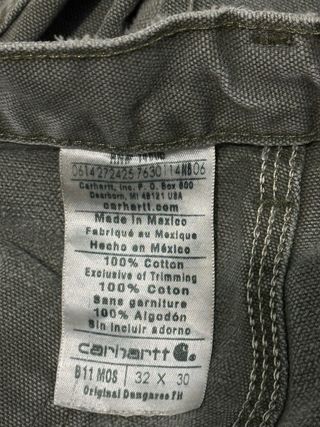 RN# 14806
Carhartt, Inc. P.O. Box 600
Dearborn, MI 48121 USA
carhartt.com
Made in Mexico
Fabriqué au Mexique
Hecho en México
100% Cotton
Exclusive of Trimming
100% Coton
Sans garniture
100% Algodón
Sin incluir adorno
carhartt
B11 MOS 32 X 30
Original Dungaree Fit